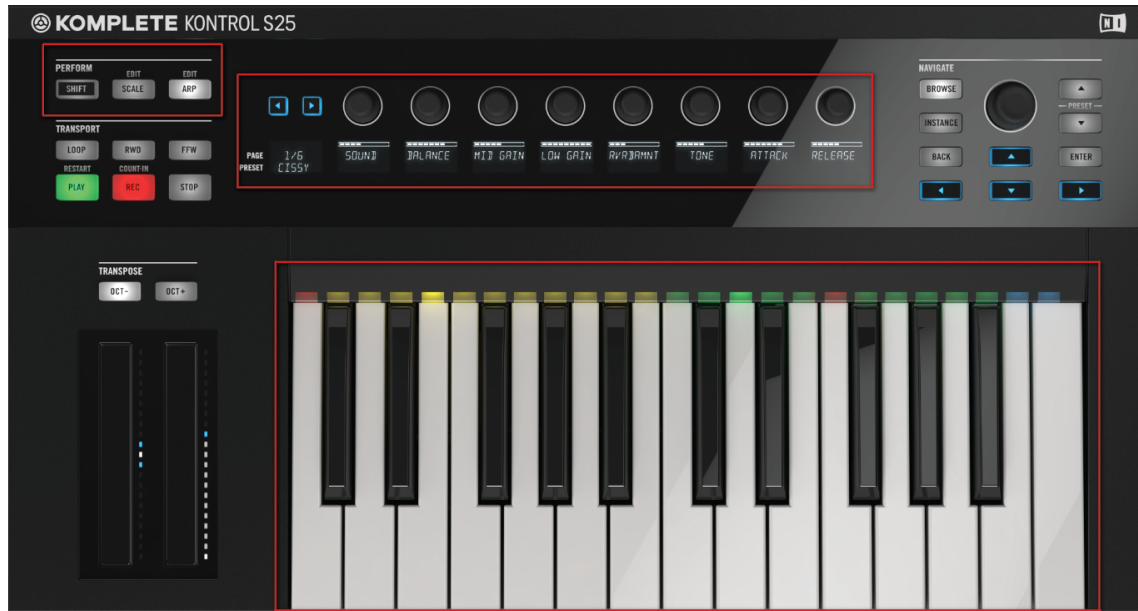 KOMPLETE KONTROL S25
NI
PERFORM
EDIT EDIT
SHIFT SCALE ARP
TRANSPORT
LOOP RWD FFW
RESTART COUNT-IN
PLAY REC STOP
PAGE 1/6
PRESET CISSY
SOUND BALANCE MID GAIN LOW GAIN RVRBAMNT TONE ATTACK RELEASE
NAVIGATE
BROWSE
PRESET
INSTANCE
BACK ENTER
TRANSPOSE
OCT- OCT+